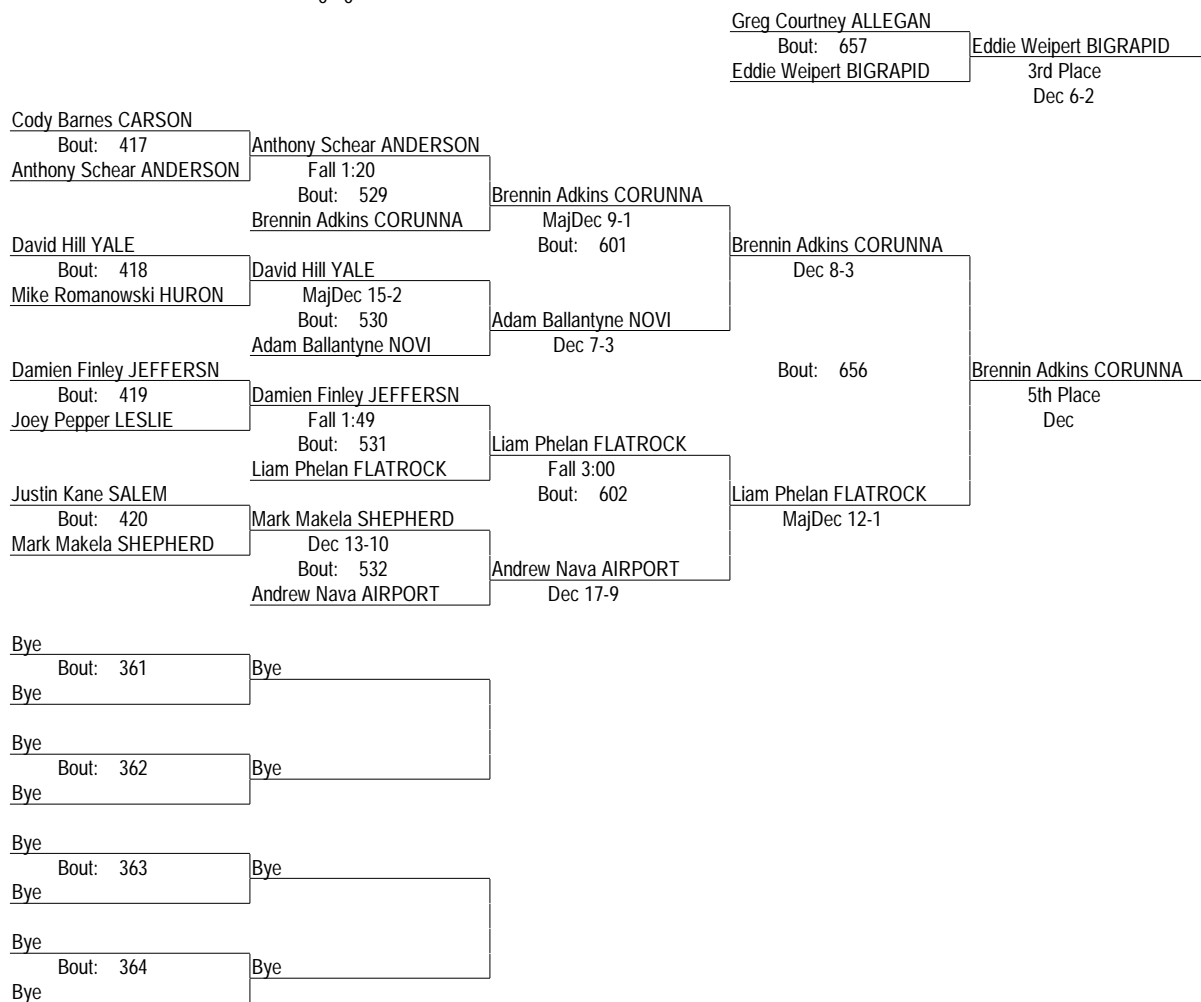 Greg Courtney ALLEGAN
Bout: 657
Eddie Weipert BIGRAPID
Eddie Weipert BIGRAPID
3rd Place
Dec 6-2
Cody Barnes CARSON
Bout: 417
Anthony Schear ANDERSON
Anthony Schear ANDERSON
Fall 1:20
Bout: 529
Brennin Adkins CORUNNA
Brennin Adkins CORUNNA
MajDec 9-1
Bout: 601
David Hill YALE
Bout: 418
Mike Romanowski HURON
David Hill YALE
MajDec 15-2
Bout: 530
Adam Ballantyne NOVI
Adam Ballantyne NOVI
Dec 7-3
Brennin Adkins CORUNNA
Dec 8-3
Bout: 656
Brennin Adkins CORUNNA
5th Place
Dec
Damien Finley JEFFERSN
Bout: 419
Joey Pepper LESLIE
Damien Finley JEFFERSN
Fall 1:49
Bout: 531
Liam Phelan FLATROCK
Liam Phelan FLATROCK
Fall 3:00
Bout: 602
Liam Phelan FLATROCK
MajDec 12-1
Justin Kane SALEM
Bout: 420
Mark Makela SHEPHERD
Mark Makela SHEPHERD
Dec 13-10
Bout: 532
Andrew Nava AIRPORT
Andrew Nava AIRPORT
Dec 17-9
Bye
Bout: 361
Bye
Bye
Bye
Bout: 362
Bye
Bye
Bye
Bout: 363
Bye
Bye
Bye
Bout: 364
Bye
Bye